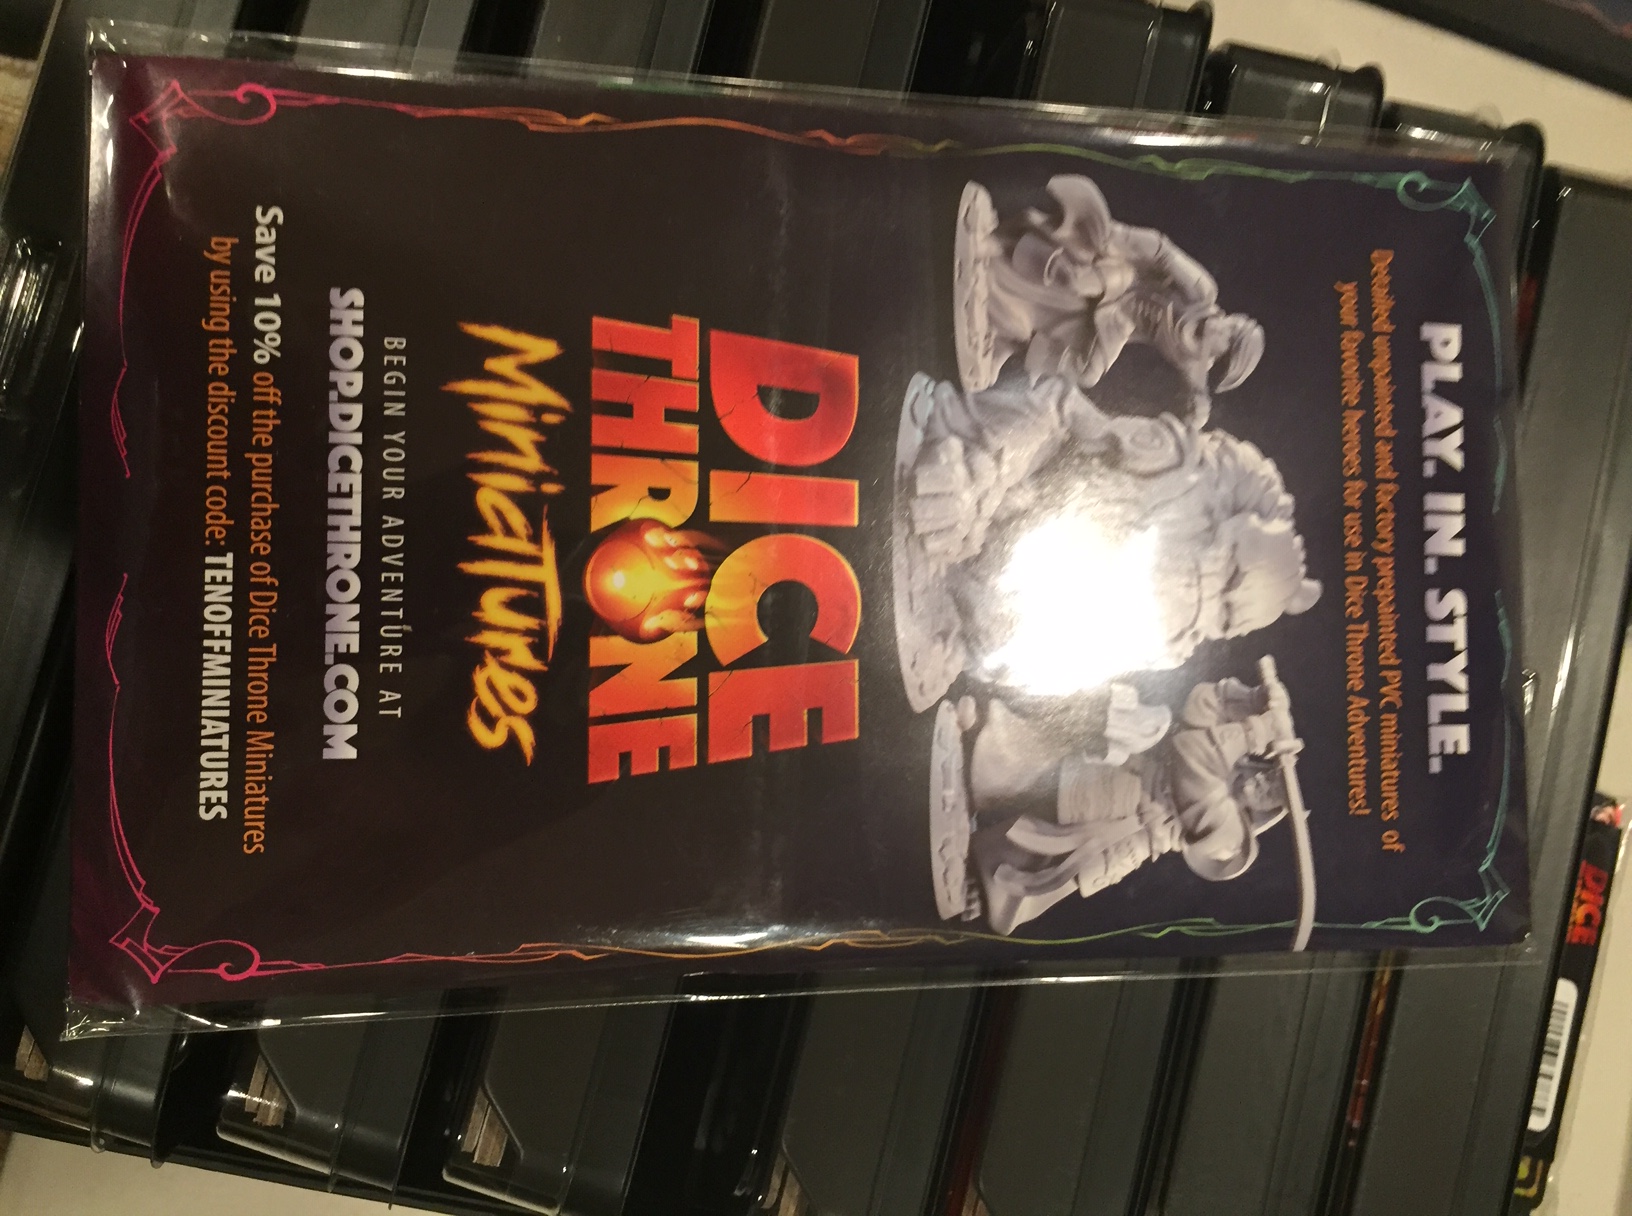 PLAY. IN. STYLE.
Detailed unpainted and factory prepainted PVC miniatures of
your favorite heroes for use in Dice Throne Adventures!
DICE
THRONE
Miniatures
BEGIN YOUR ADVENTURE AT
SHOP.DICETHRONE.COM
Save 10% off the purchase of Dice Throne Miniatures
by using the discount code: TENOFFMINIATURES
DICE